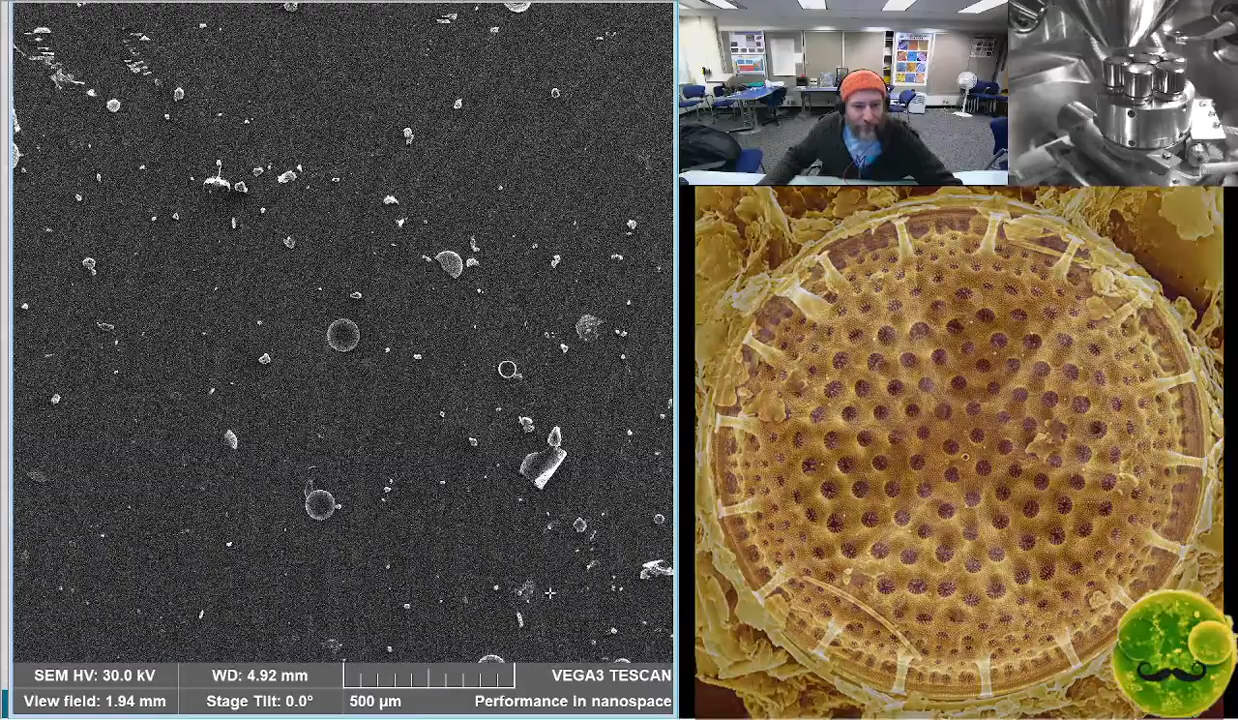 SEM HV: 30.0 kV
WD: 4.92 mm
VEGA3 TESCAN
View field: 1.94 mm
Stage Tilt: 0.0°
500 µm
Performance in nanospace